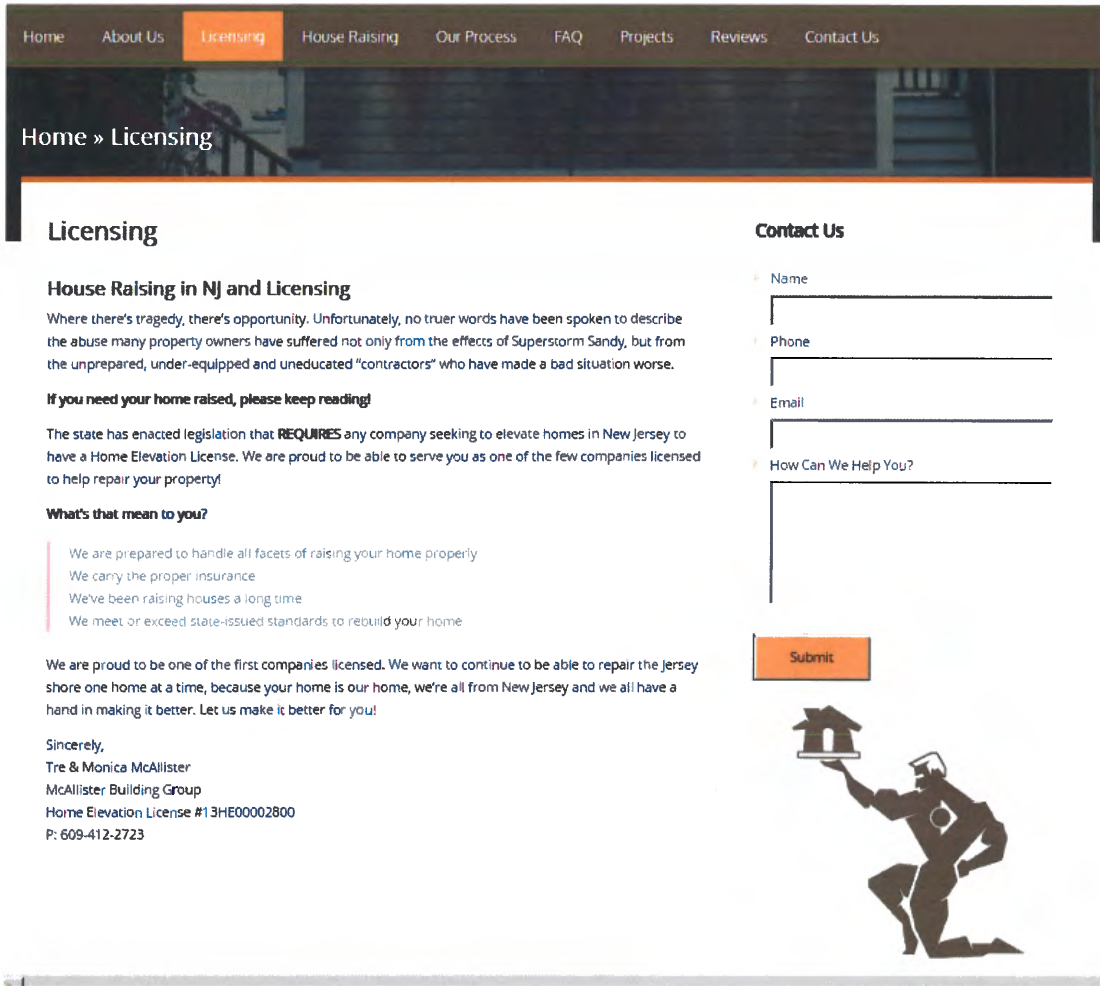 Home About Us Licensing House Raising Our Process FAQ Projects Reviews Contact Us
Home » Licensing
Licensing
House Raising in NJ and Licensing
Where there's tragedy, there's opportunity. Unfortunately, no truer words have been spoken to describe
the abuse many property owners have suffered not only from the effects of Superstorm Sandy, but from
the unprepared, under-equipped and uneducated "contractors" who have made a bad situation worse.
If you need your home raised, please keep reading!
The state has enacted legislation that REQUIRES any company seeking to elevate homes in New Jersey to
have a Home Elevation License. We are proud to be able to serve you as one of the few companies licensed
to help repair your property!
What's that mean to you?
We are prepared to handle all facets of raising your home properly
We carry the proper insurance
We've been raising houses a long time
We meet or exceed state-issued standards to rebuild your home
We are proud to be one of the first companies licensed. We want to continue to be able to repair the Jersey
shore one home at a time, because your home is our home, we're all from New Jersey and we all have a
hand in making it better. Let us make it better for you!
Sincerely,
Tre & Monica McAllister
McAllister Building Group
Home Elevation License #13HE00002800
P: 609-412-2723
Contact Us
Name
Phone
Email
How Can We Help You?
Submit